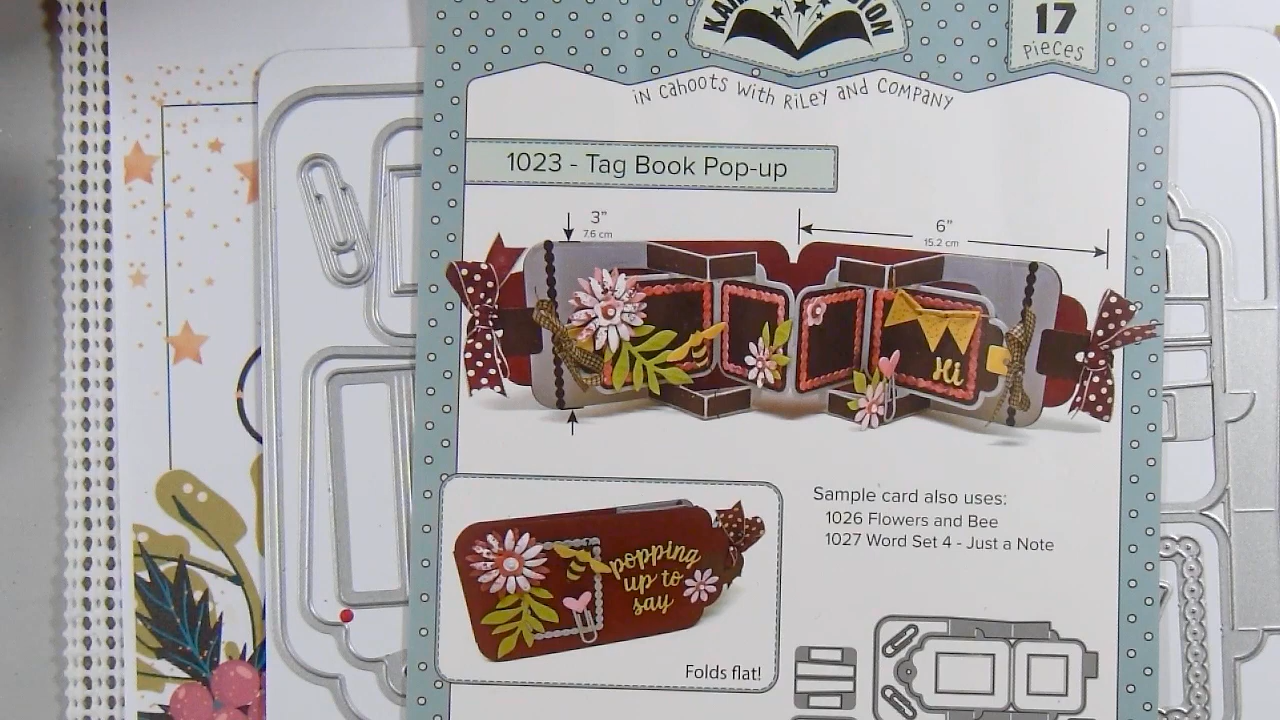 17
PIECES
IN CAHOOTS WITH RILEY AND COMPANY
1023 - Tag Book Pop-up
3"
7.6 cm
6"
15.2 cm
Hi
Sample card also uses:
1026 Flowers and Bee
1027 Word Set 4 - Just a Note
popping
up to
say
Folds flat!